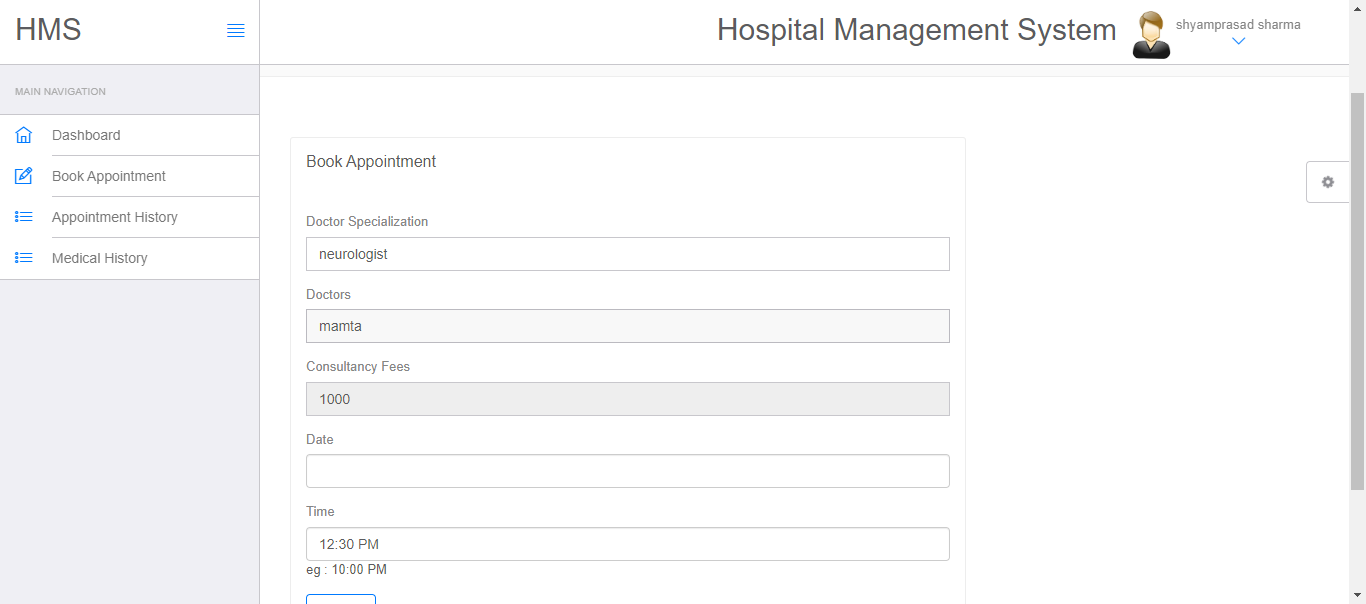 HMS
Hospital Management System
shyamprasad sharma
MAIN NAVIGATION
Dashboard
Book Appointment
Appointment History
Medical History
Book Appointment
Doctor Specialization
neurologist
Doctors
mamta
Consultancy Fees
1000
Date
Time
12:30 PM
eg : 10:00 PM